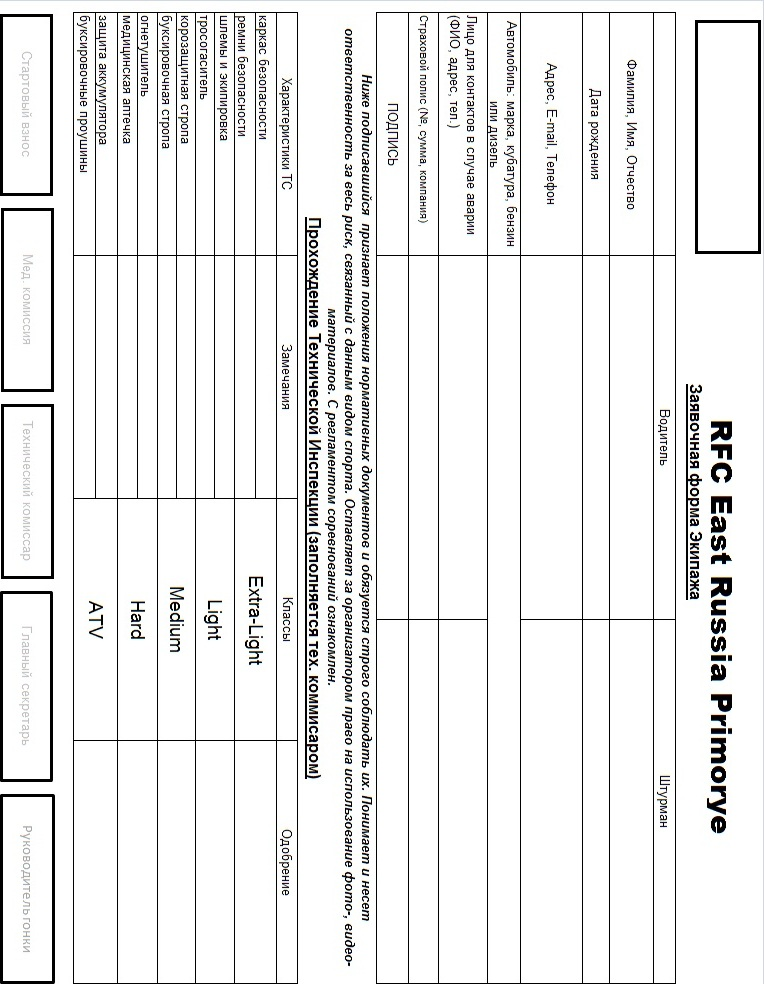 RFC East Russia Primorye
Заявочная форма Экипажа
Водитель
Штурман
Фамилия, Имя, Отчество
Дата рождения
Адрес, E-mail, Телефон
Автомобиль: марка, кубатура, бензин
или дизель
Лицо для контактов в случае аварии
(ФИО, адрес, тел.)
Страховой полис (№, сумма, компания)
ПОДПИСЬ
Ниже подписавшийся признает положения нормативных документов и обязуется строго соблюдать их. Понимает и несет
ответственность за весь риск, связанный с данным видом спорта. Оставляет за организатором право на использование фото-, видео-
материалов. С регламентом соревнований ознакомлен.
Прохождение Технической Инспекции (заполняется тех. коммисаром)
Характеристики ТС
Замечания
Классы
Одобрение
каркас безопасности
ремни безопасности
Extra-Light
шлемы и экипировка
тросогаситель
Light
корозащитная стропа
буксировочная стропа
Medium
огнетушитель
медицинская аптечка
Hard
защита аккумулятора
буксировочные проушины
ATV
Стартовый взнос
Мед. комиссия
Технический комиссар
Главный секретарь
Руководитель гонки